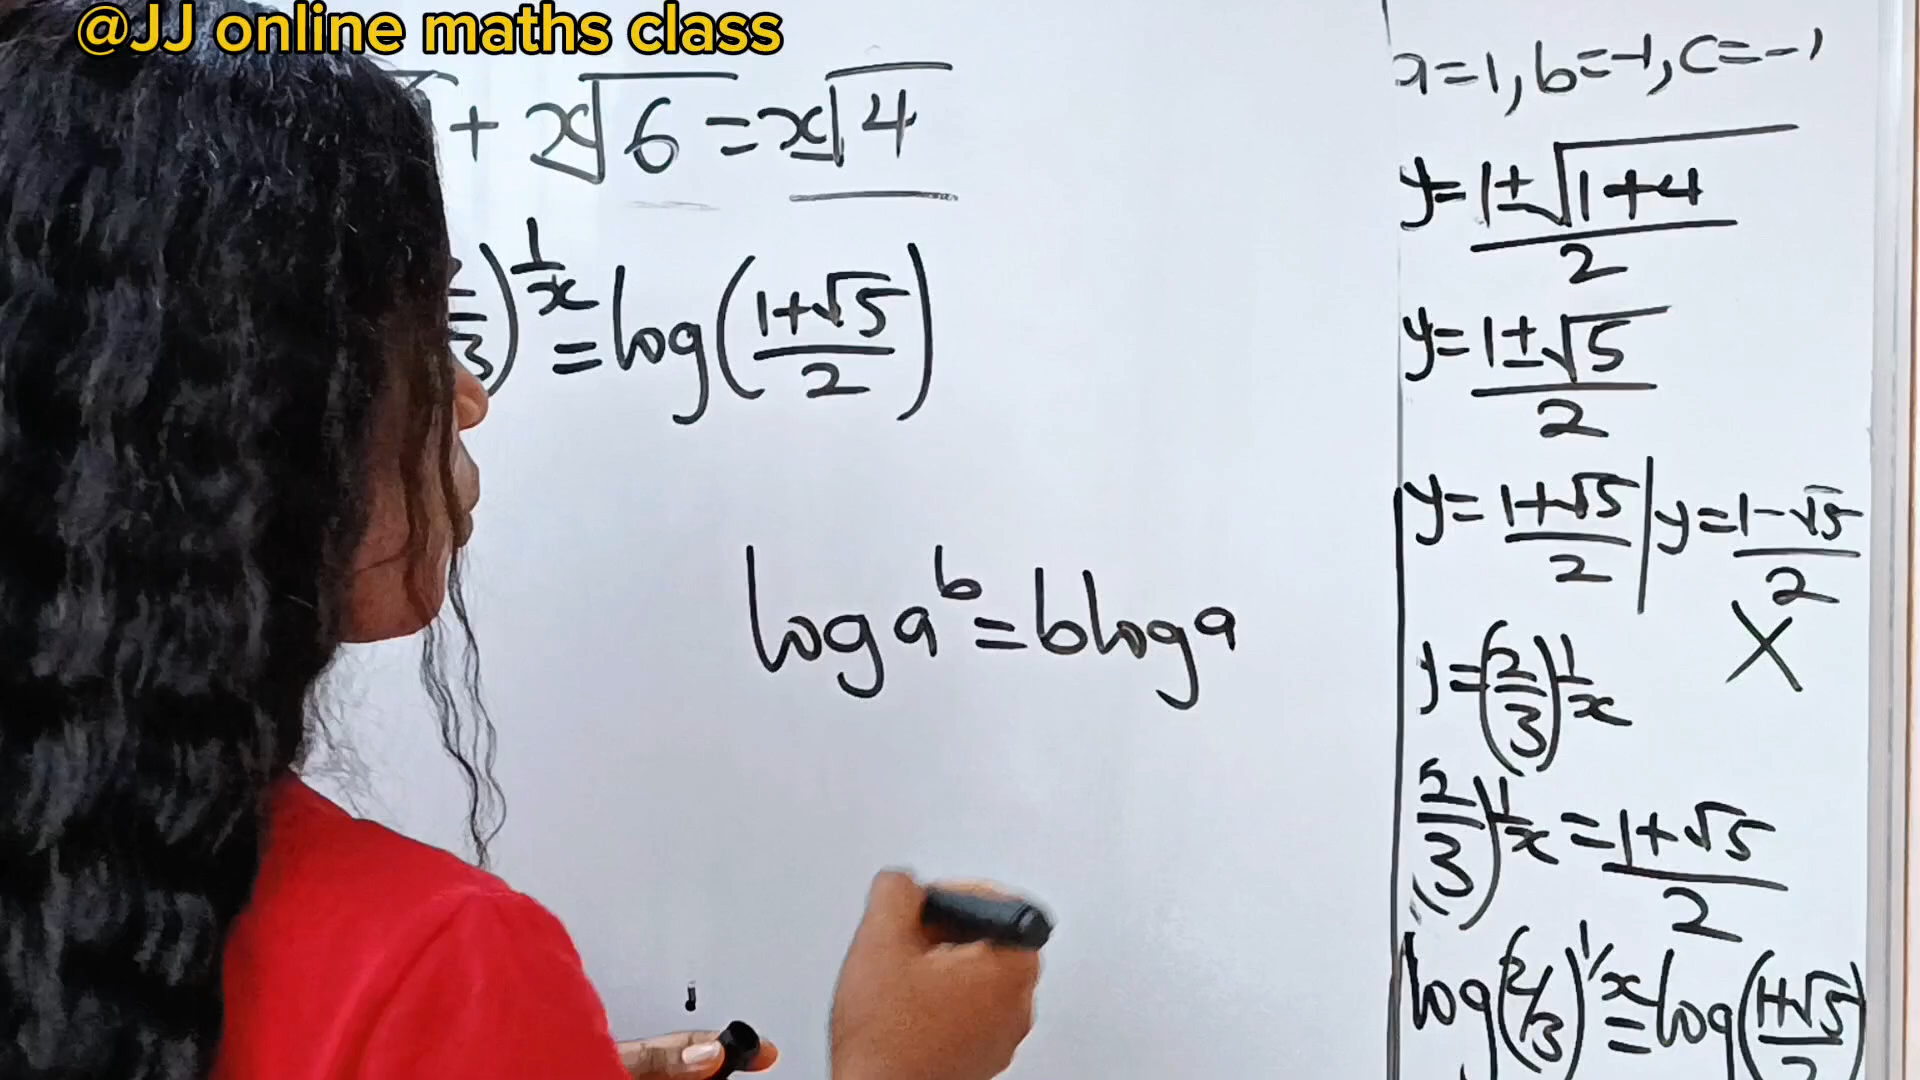 @JJ online maths class
+ ˣ√6 = ˣ√4
)^(1/x) = log((1+√5)/2)
log a^b = b log a
a=1, b=-1, c=-1
y = (1±√(1+4))/2
y = (1±√5)/2
y = (1+√5)/2 | y = (1-√5)/2
X
y = (2/3)^(1/x)
(2/3)^(1/x) = (1+√5)/2
log(2/3)^(1/x) = log((1+√5)/2)